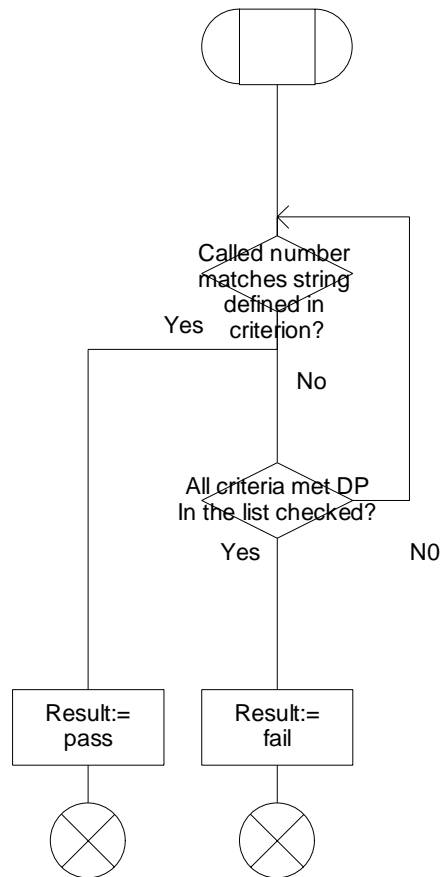 Called number
matches string
defined in
criterion?
Yes
No
All criteria met DP
In the list checked?
Yes
N0
Result:=
pass
Result:=
fail